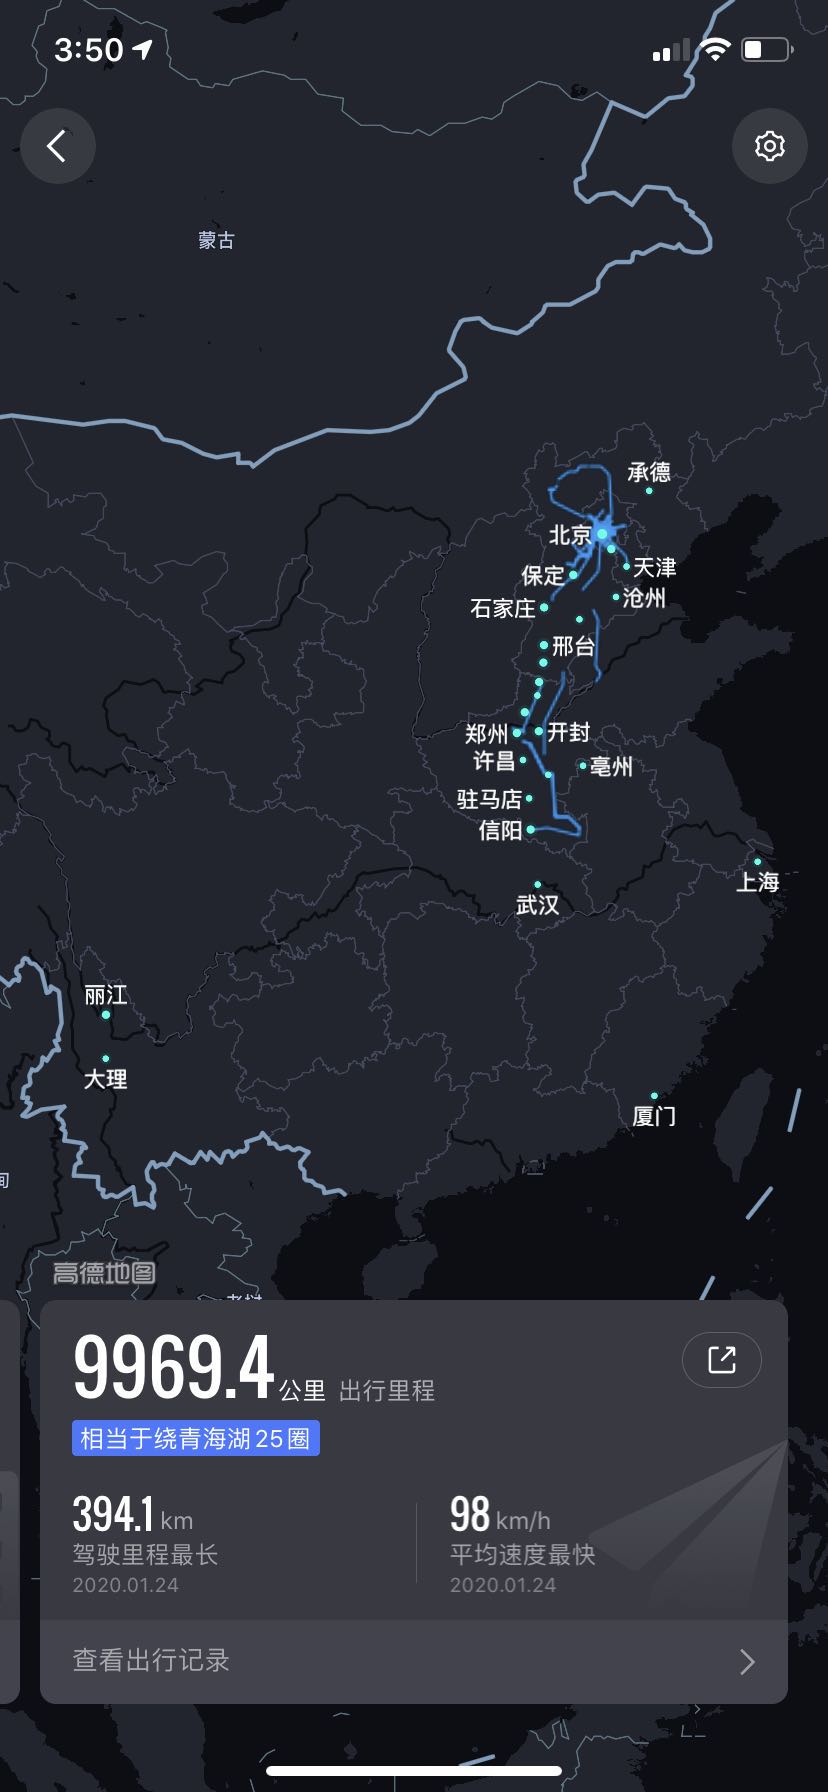 3:50
蒙古
承德
北京
天津
保定
沧州
石家庄
邢台
郑州
开封
许昌
亳州
驻马店
信阳
上海
武汉
丽江
大理
厦门
高德地图
9969.4公里 出行里程
相当于绕青海湖25圈
394.1 km
驾驶里程最长
2020.01.24
98 km/h
平均速度最快
2020.01.24
查看出行记录